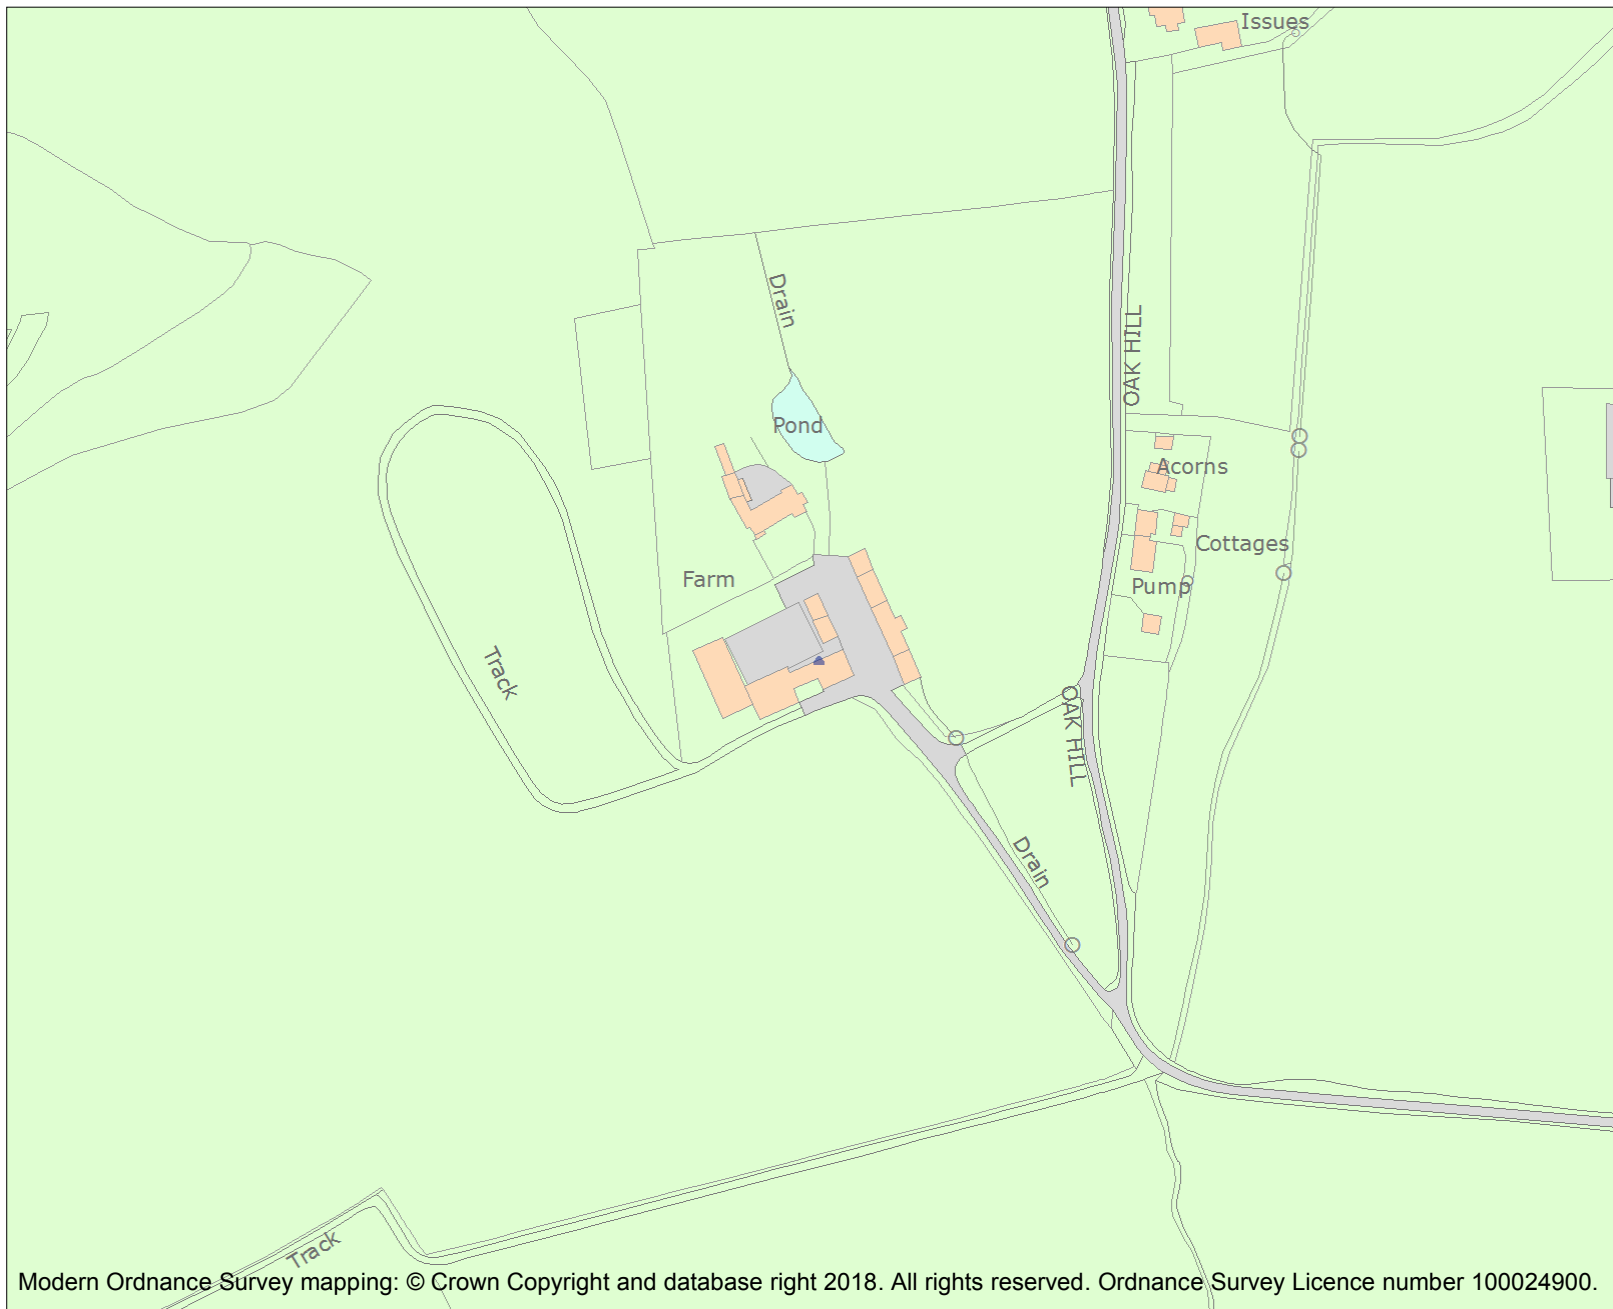 Issues
Drain
OAK HILL
Pond
Acorns
Cottages
Farm
Pump
Track
OAK HILL
Drain
Track
Modern Ordnance Survey mapping: © Crown Copyright and database right 2018. All rights reserved. Ordnance Survey Licence number 100024900.